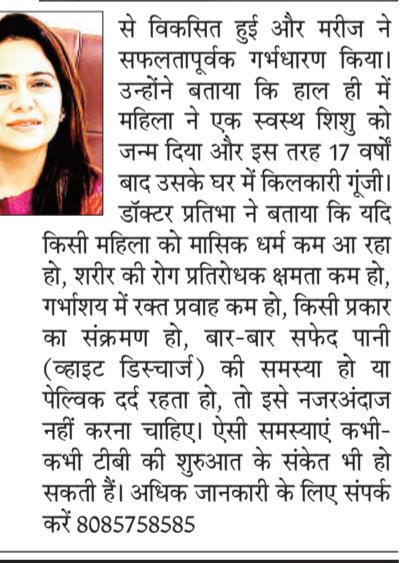 से विकसित हुई और मरीज ने
सफलतापूर्वक गर्भधारण किया।
उन्होंने बताया कि हाल ही में
महिला ने एक स्वस्थ शिशु को
जन्म दिया और इस तरह 17 वर्षों
बाद उसके घर में किलकारी गूंजी।
डॉक्टर प्रतिभा ने बताया कि यदि
किसी महिला को मासिक धर्म कम आ रहा
हो, शरीर की रोग प्रतिरोधक क्षमता कम हो,
गर्भाशय में रक्त प्रवाह कम हो, किसी प्रकार
का संक्रमण हो, बार-बार सफेद पानी
(व्हाइट डिस्चार्ज) की समस्या हो या
पेल्विक दर्द रहता हो, तो इसे नजरअंदाज
नहीं करना चाहिए। ऐसी समस्याएं कभी-
कभी टीबी की शुरुआत के संकेत भी हो
सकती हैं। अधिक जानकारी के लिए संपर्क
करें 8085758585